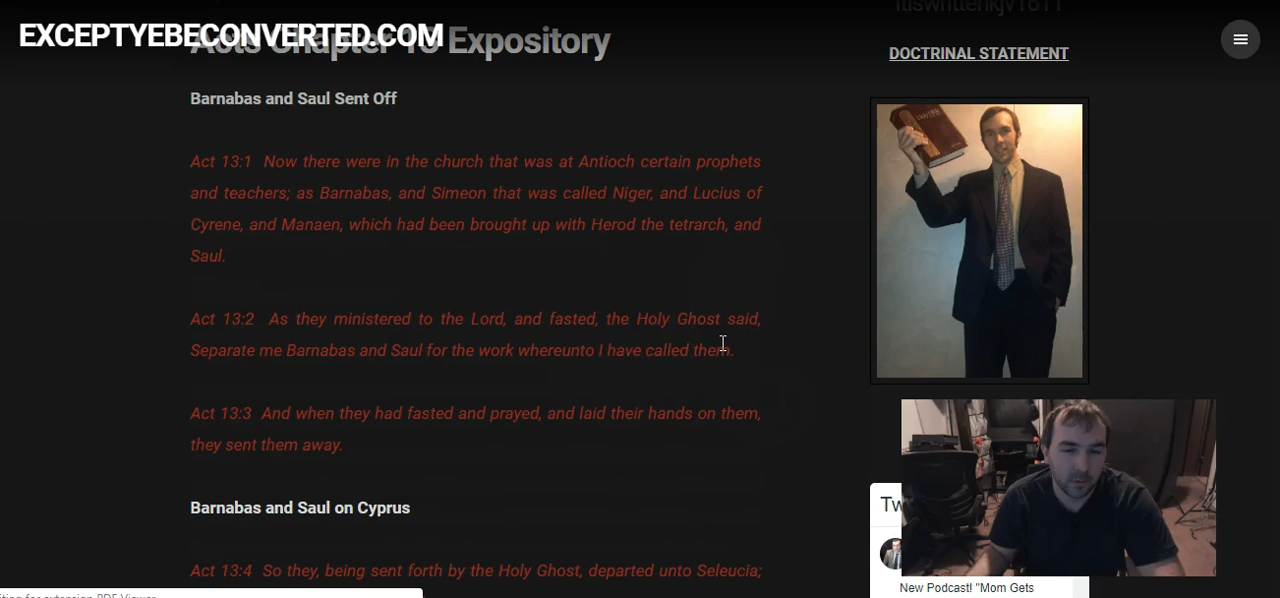 itiswrittenkjv1611
EXCEPTYEBECONVERTED.COM
Acts Chapter 13 Expository
DOCTRINAL STATEMENT
Barnabas and Saul Sent Off
Act 13:1 Now there were in the church that was at Antioch certain prophets
and teachers; as Barnabas, and Simeon that was called Niger, and Lucius of
Cyrene, and Manaen, which had been brought up with Herod the tetrarch, and
Saul.
Act 13:2 As they ministered to the Lord, and fasted, the Holy Ghost said,
Separate me Barnabas and Saul for the work whereunto I have called them.
Act 13:3 And when they had fasted and prayed, and laid their hands on them,
they sent them away.
Barnabas and Saul on Cyprus
Act 13:4 So they, being sent forth by the Holy Ghost, departed unto Seleucia;
Tw
New Podcast! "Mom Gets